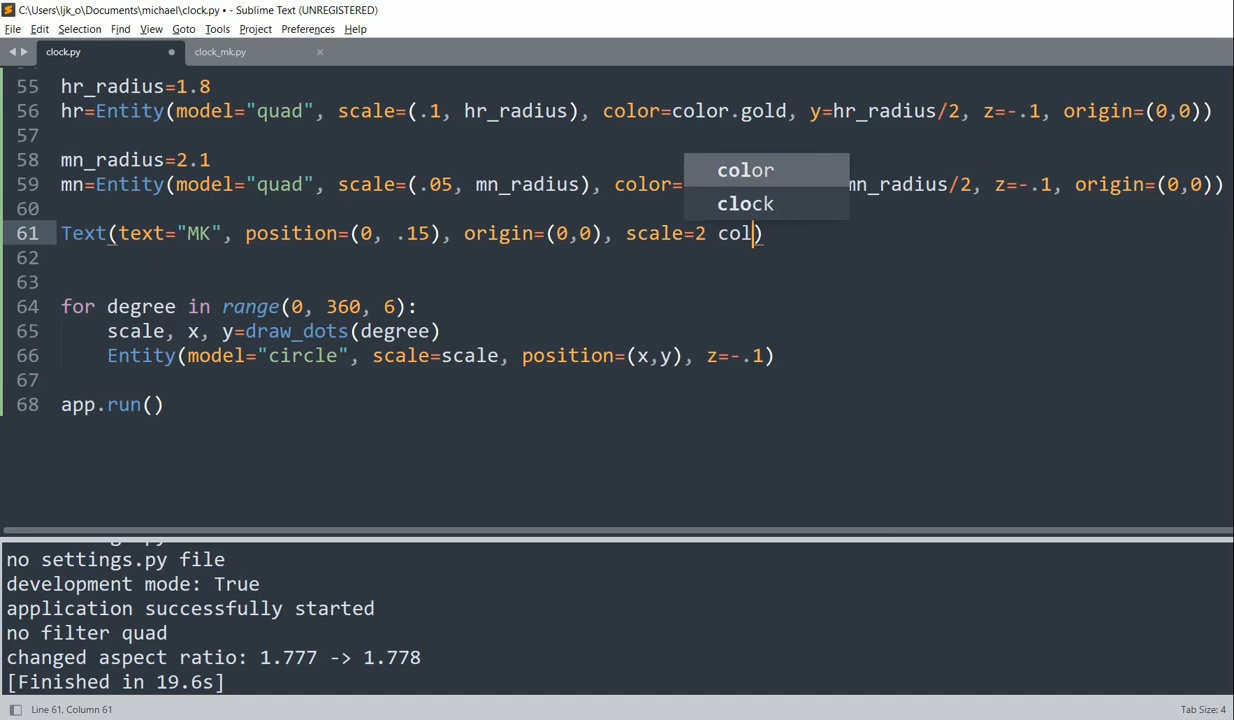 C:\Users\ljk_o\Documents\michael\clock.py • - Sublime Text (UNREGISTERED)
File Edit Selection Find View Goto Tools Project Preferences Help
clock.py clock_mk.py
55 hr_radius=1.8
56 hr=Entity(model="quad", scale=(.1, hr_radius), color=color.gold, y=hr_radius/2, z=-.1, origin=(0,0))
57
58 mn_radius=2.1
color
59 mn=Entity(model="quad", scale=(.05, mn_radius), color= mn_radius/2, z=-.1, origin=(0,0))
clock
60
61 Text(text="MK", position=(0, .15), origin=(0,0), scale=2 col)
62
63
64 for degree in range(0, 360, 6):
65 scale, x, y=draw_dots(degree)
66 Entity(model="circle", scale=scale, position=(x,y), z=-.1)
67
68 app.run()
no settings.py file
development mode: True
application successfully started
no filter quad
changed aspect ratio: 1.777 -> 1.778
[Finished in 19.6s]
Line 61, Column 61 Tab Size: 4